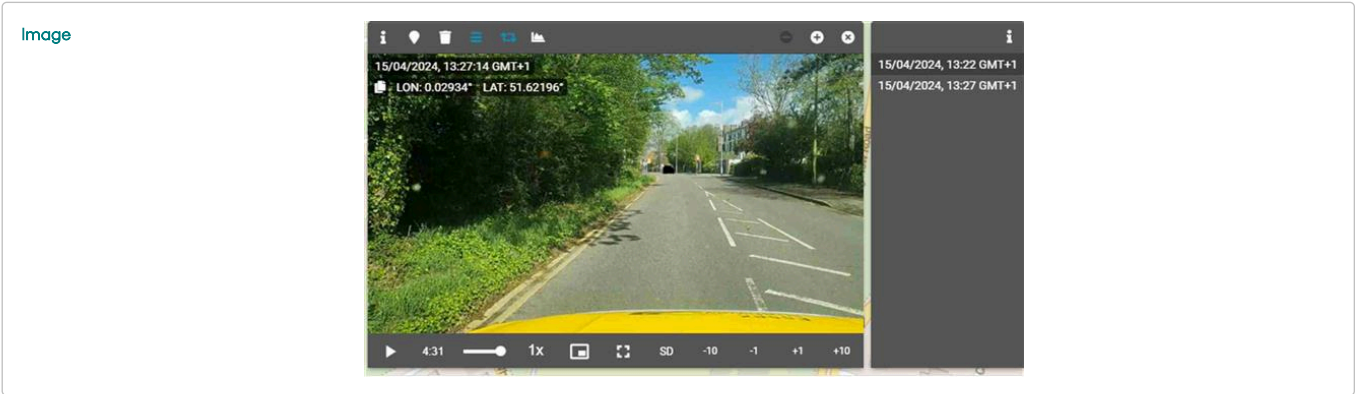 Image
15/04/2024, 13:27:14 GMT+1
LON: 0.02934° LAT: 51.62196°
15/04/2024, 13:22 GMT+1
15/04/2024, 13:27 GMT+1
4:31 1x SD -10 -1 +1 +10